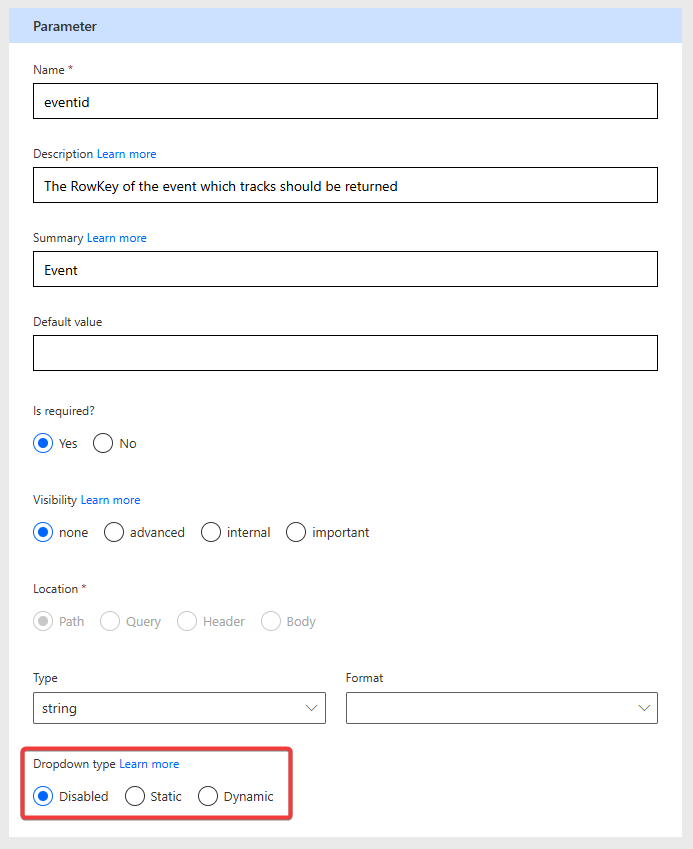 Parameter
Name *
eventid
Description Learn more
The RowKey of the event which tracks should be returned
Summary Learn more
Event
Default value
Is required?
Yes No
Visibility Learn more
none advanced internal important
Location *
Path Query Header Body
Type Format
string
Dropdown type Learn more
Disabled Static Dynamic